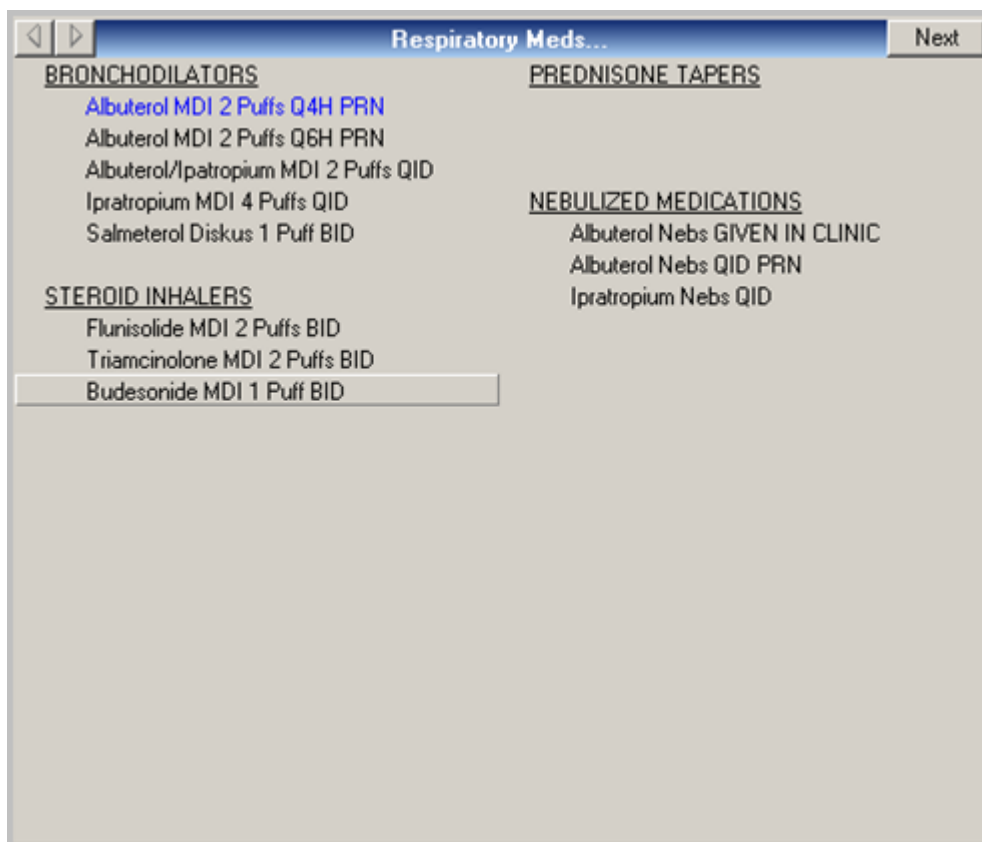 Respiratory Meds...
Next
BRONCHODILATORS
Albuterol MDI 2 Puffs Q4H PRN
Albuterol MDI 2 Puffs Q6H PRN
Albuterol/Ipatropium MDI 2 Puffs QID
Ipratropium MDI 4 Puffs QID
Salmeterol Diskus 1 Puff BID
STEROID INHALERS
Flunisolide MDI 2 Puffs BID
Triamcinolone MDI 2 Puffs BID
Budesonide MDI 1 Puff BID
PREDNISONE TAPERS
NEBULIZED MEDICATIONS
Albuterol Nebs GIVEN IN CLINIC
Albuterol Nebs QID PRN
Ipratropium Nebs QID